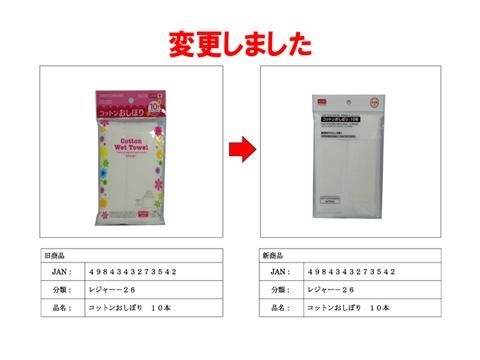 変更しました
コットンおしぼり
10本
Cotton
Wet Towel
コットンおしぼり 10本
旧商品
JAN： ４９８４３４３２７３５４２
分類： レジャー－２６
品名： コットンおしぼり １０本
新商品
JAN： ４９８４３４３２７３５４２
分類： レジャー－２６
品名： コットンおしぼり １０本